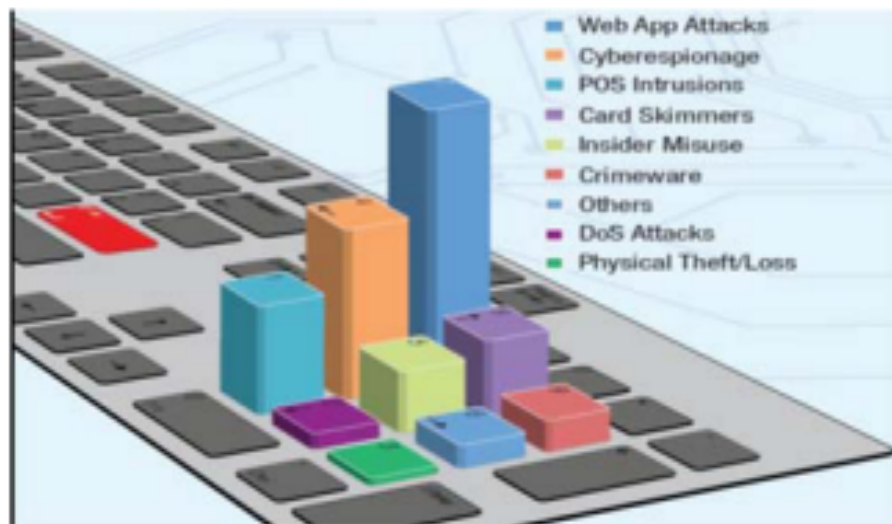 Web App Attacks
Cyberespionage
POS Intrusions
Card Skimmers
Insider Misuse
Crimeware
Others
DoS Attacks
Physical Theft/Loss